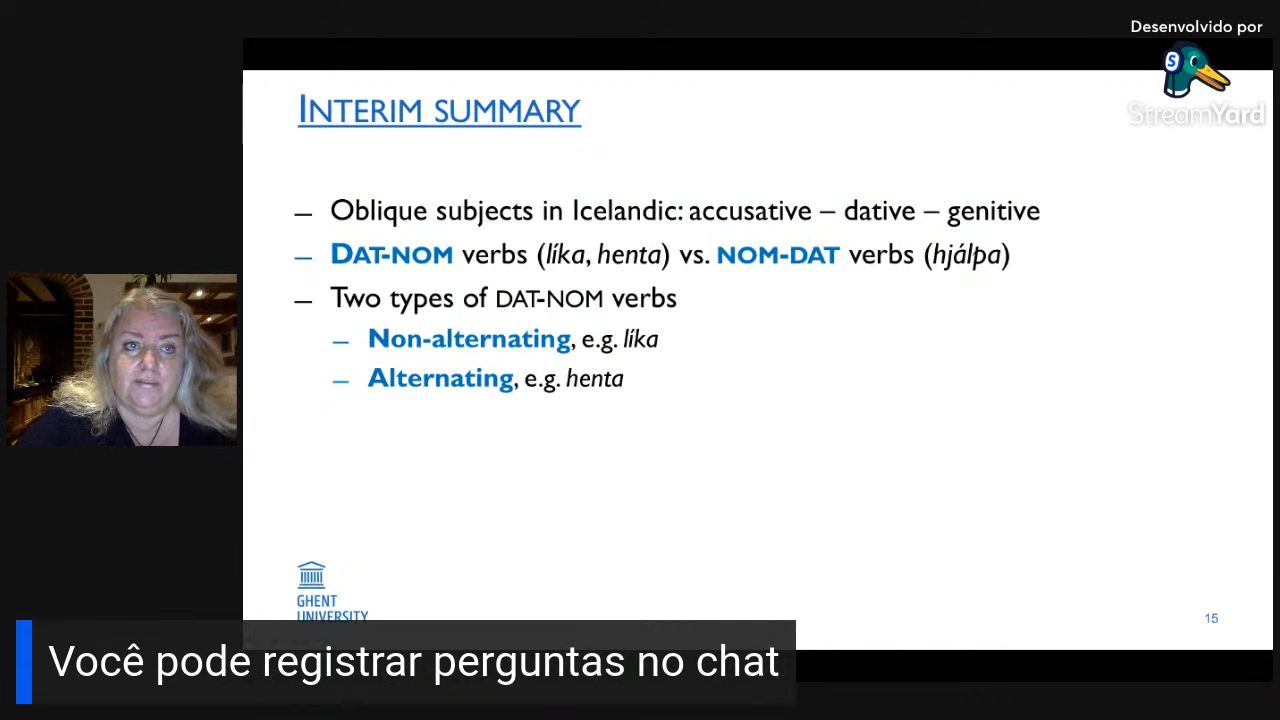 Desenvolvido por
S
StreamYard
INTERIM SUMMARY
– Oblique subjects in Icelandic: accusative – dative – genitive
– DAT-NOM verbs (líka, henta) vs. NOM-DAT verbs (hjálpa)
– Two types of DAT-NOM verbs
– Non-alternating, e.g. líka
– Alternating, e.g. henta
GHENT
UNIVERSITY
15
Você pode registrar perguntas no chat